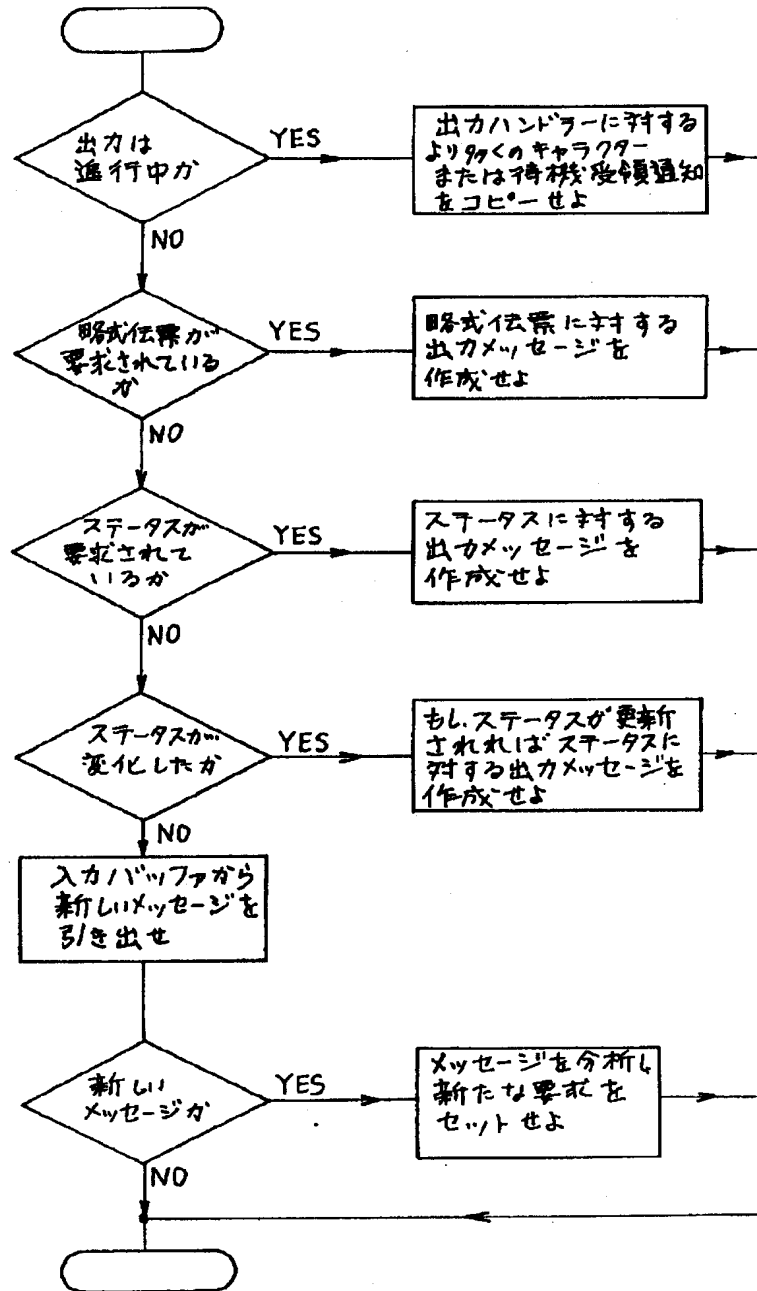 出力は
進行中か
YES
出力ハンドラーに対する
より多くのキャラクター
または待機受領通知
をコピーせよ
NO
略式伝票が
要求されている
か
YES
略式伝票に対する
出力メッセージを
作成せよ
NO
ステータスが
要求されて
いるか
YES
ステータスに対する
出力メッセージを
作成せよ
NO
ステータスが
変化したか
YES
もし、ステータスが更新
されればステータスに
対する出力メッセージを
作成せよ
NO
入力バッファから
新しいメッセージを
引き出せ
新しい
メッセージか
YES
メッセージを分析し
新たな要求を
セットせよ
NO